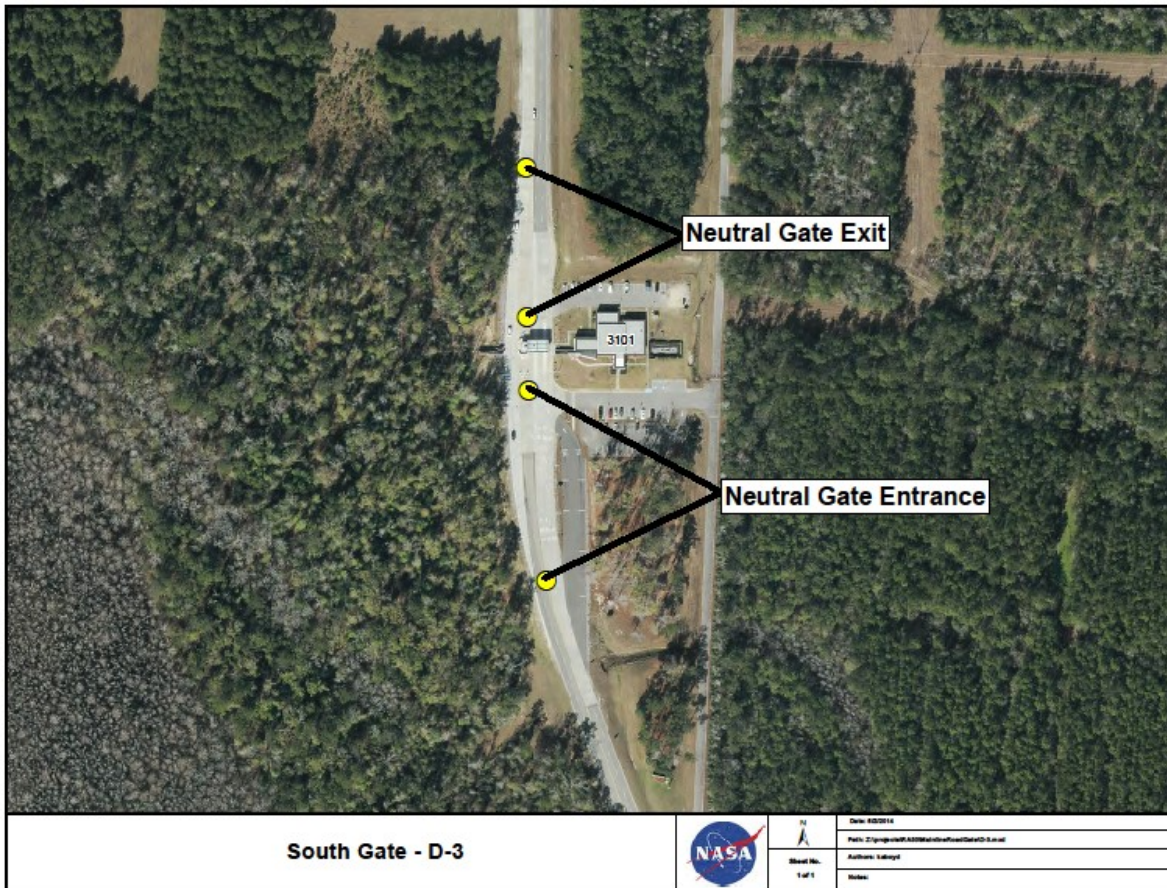 Neutral Gate Exit
3101
Neutral Gate Entrance
South Gate - D-3
NASA
N
Sheet No.
1 of 1
Date:
Path:
Authors:
Notes: